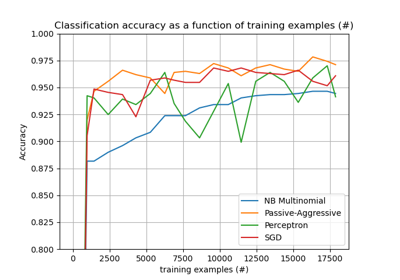 Classification accuracy as a function of training examples (#)
1.000
0.975
0.950
0.925
0.900
0.875
0.850
0.825
0.800
Accuracy
NB Multinomial
Passive-Aggressive
Perceptron
SGD
0 2500 5000 7500 10000 12500 15000 17500
training examples (#)